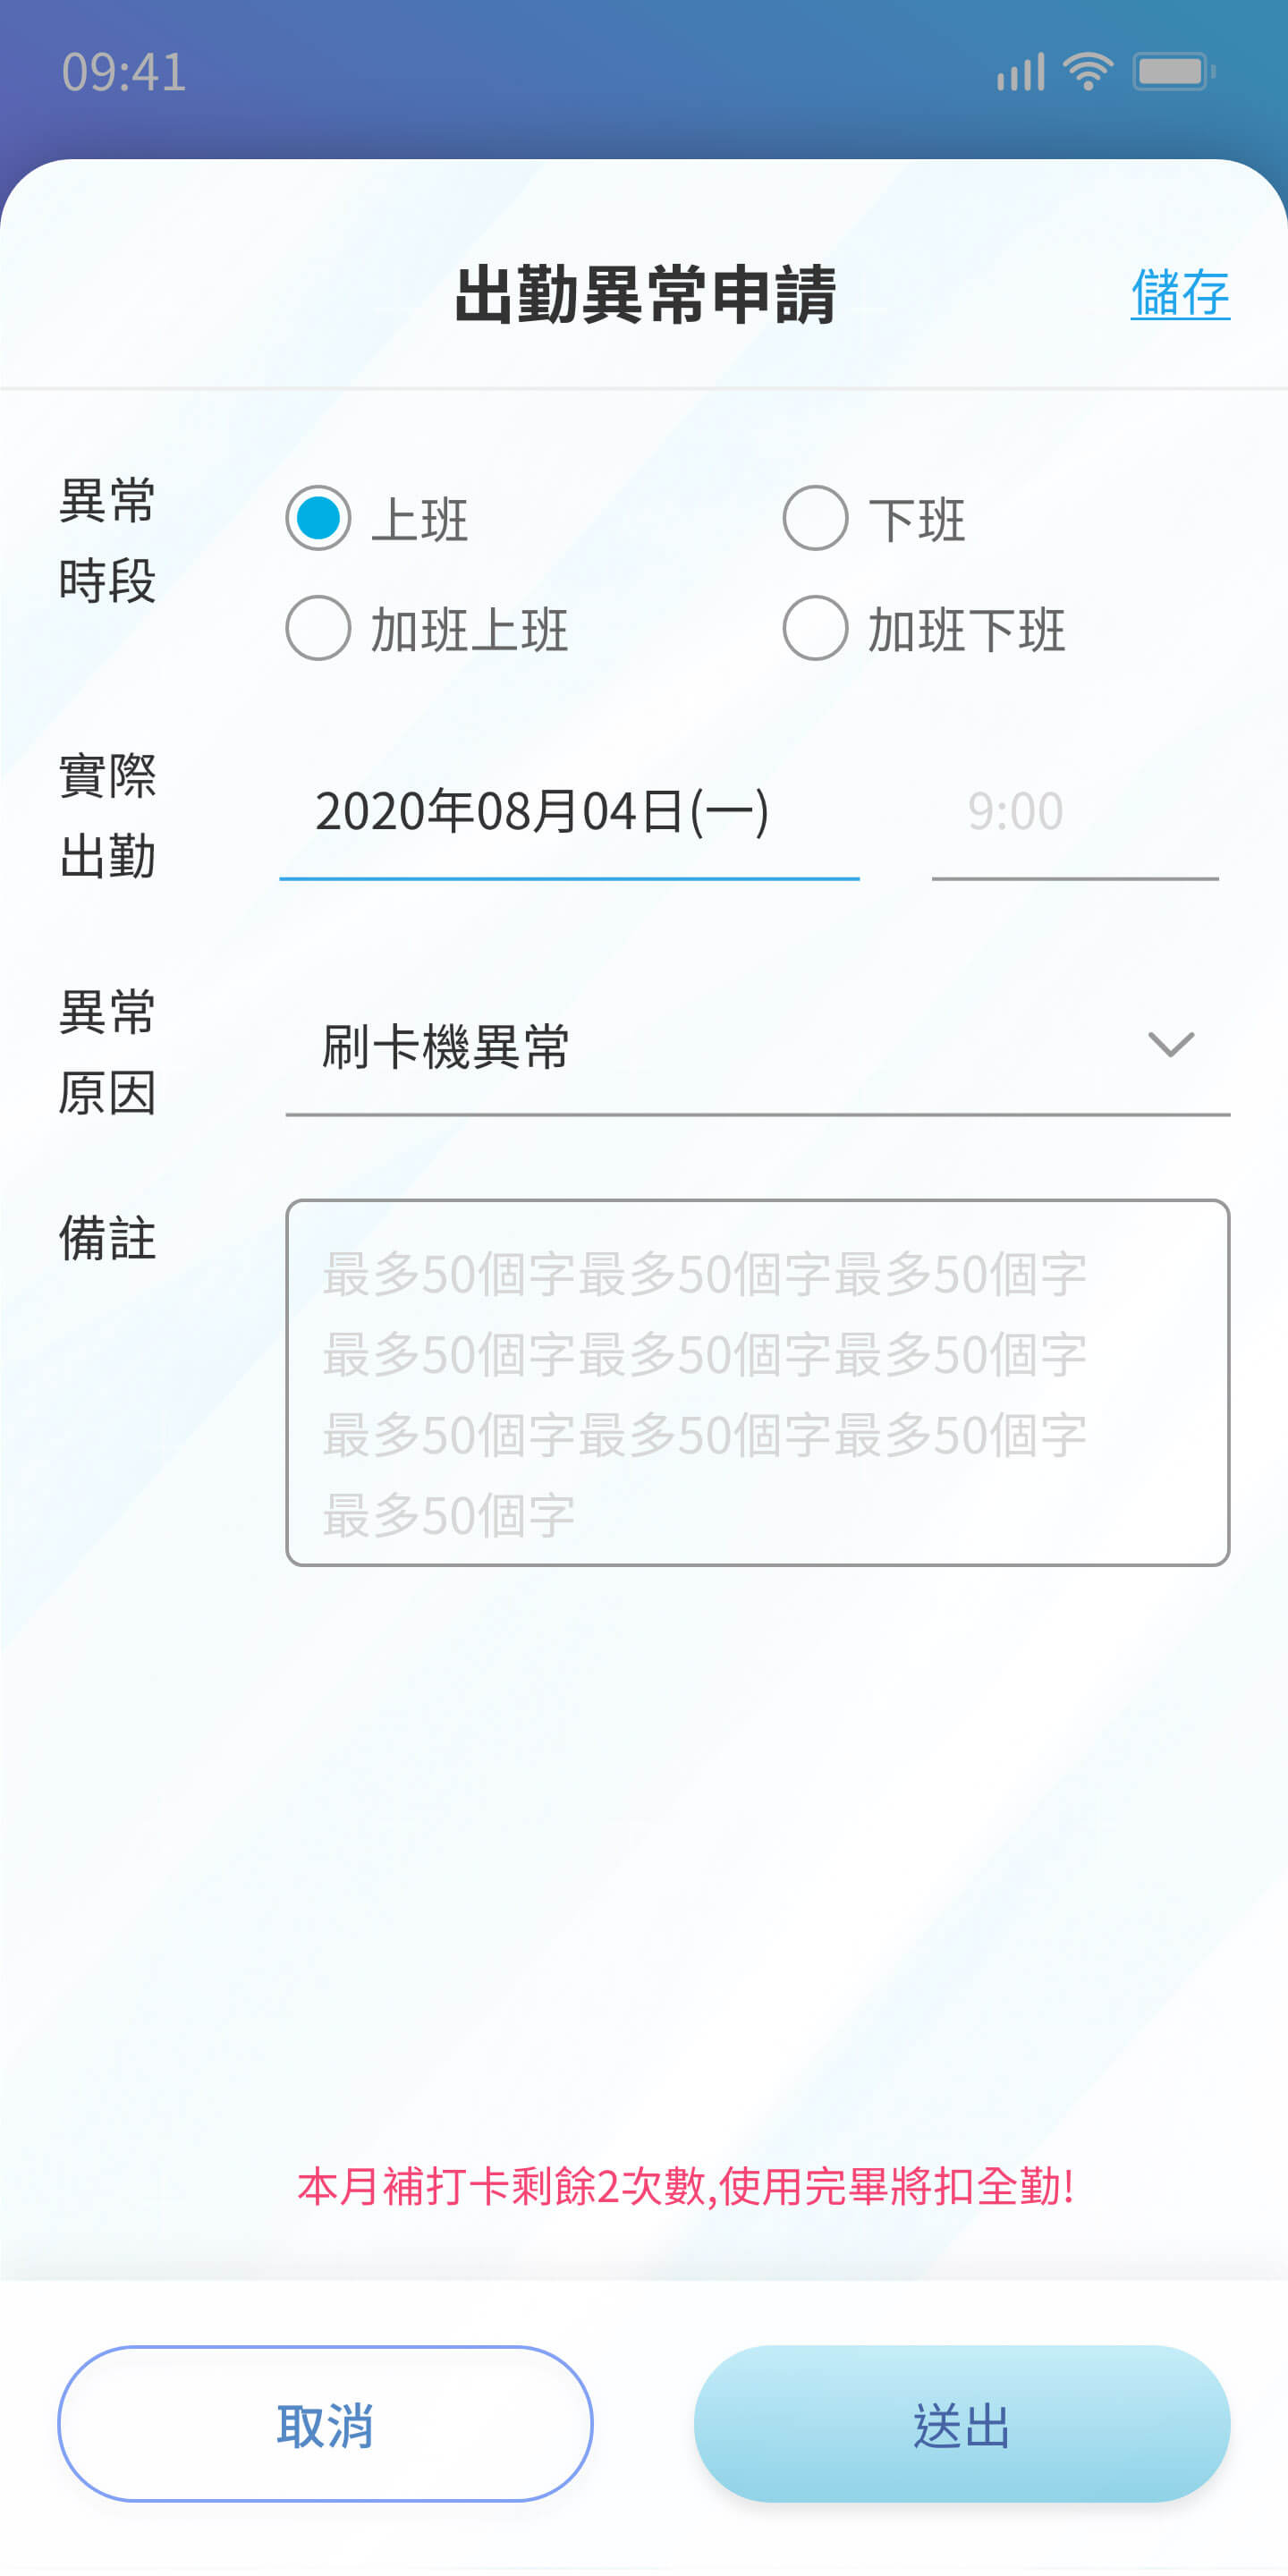 09:41
出勤異常申請
儲存
異常
時段
上班
下班
加班上班
加班下班
實際
出勤
2020年08月04日(一)
9:00
異常
原因
刷卡機異常
備註
最多50個字最多50個字最多50個字
最多50個字最多50個字最多50個字
最多50個字最多50個字最多50個字
最多50個字
本月補打卡剩餘2次數,使用完畢將扣全勤!
取消
送出